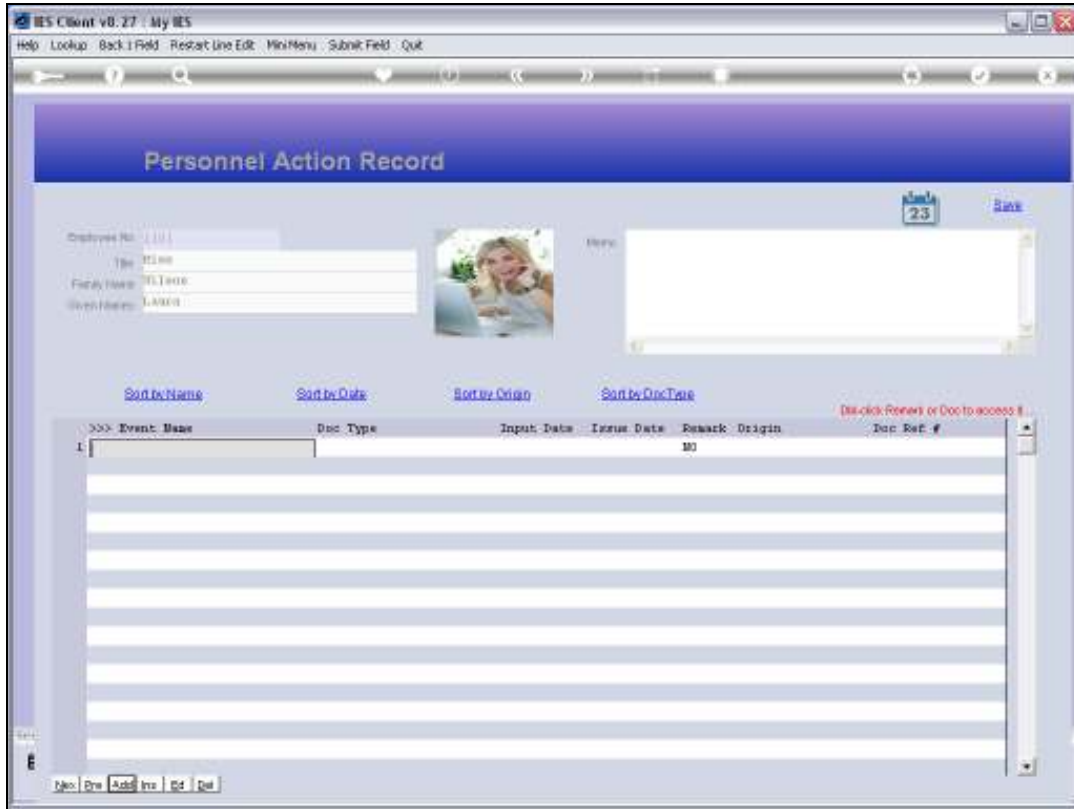 IES Client v8.27 : My IES
Help Lookup Back 1 Field Restart Line Edit MiniMenu Submit Field Quit
Personnel Action Record
23 Save
Employee No 1101
Memo
Title Miss
Family Name Wilson
Given Names Laura
Sort by Name Sort by Date Sort by Origin Sort by DocType
Dbl-click Remark or Doc to access it...
>>> Event Name Doc Type Input Date Issue Date Remark Origin Doc Ref #
1 NO
Nex Pre Add Ins Ed Del